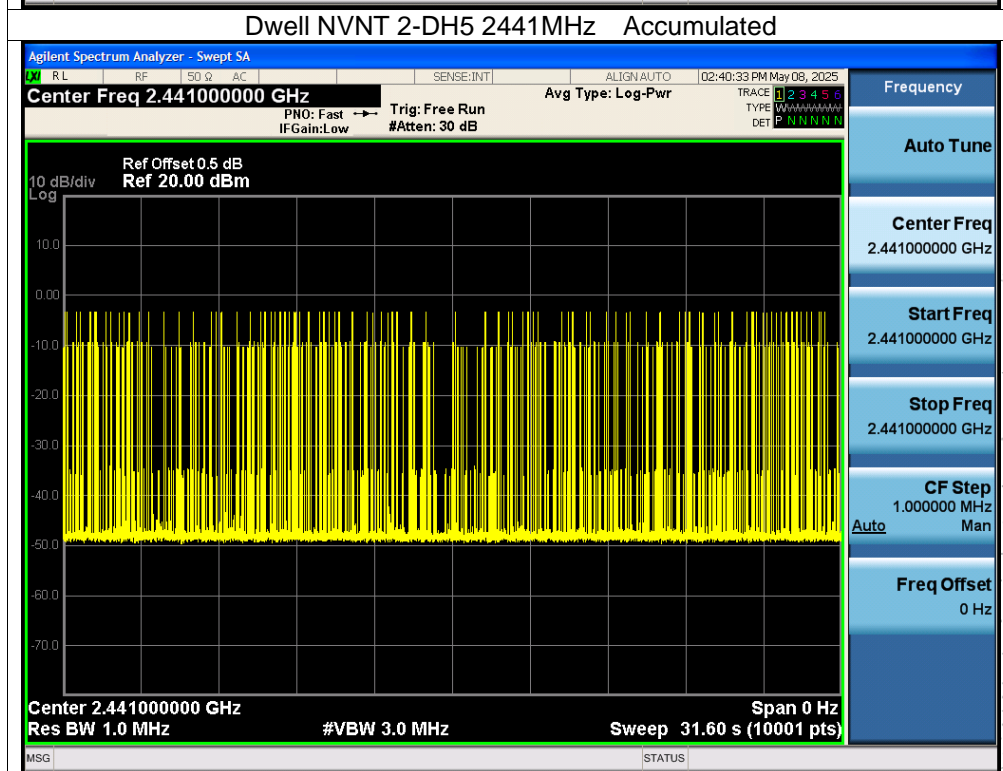 Dwell NVNT 2-DH5 2441MHz Accumulated
Agilent Spectrum Analyzer - Swept SA
LXI RL RF 50 Ω AC SENSE:INT ALIGN AUTO 02:40:33 PM May 08, 2025
Center Freq 2.441000000 GHz
PNO: Fast
IFGain:Low
Trig: Free Run
#Atten: 30 dB
Avg Type: Log-Pwr
TRACE 1 2 3 4 5 6
TYPE WWWWWW
DET P N N N N N
Frequency
Auto Tune
Center Freq
2.441000000 GHz
Start Freq
2.441000000 GHz
Stop Freq
2.441000000 GHz
CF Step
1.000000 MHz
Auto Man
Freq Offset
0 Hz
Ref Offset 0.5 dB
10 dB/div Ref 20.00 dBm
Log
10.0
0.00
-10.0
-20.0
-30.0
-40.0
-50.0
-60.0
-70.0
Center 2.441000000 GHz Span 0 Hz
Res BW 1.0 MHz #VBW 3.0 MHz Sweep 31.60 s (10001 pts)
MSG STATUS